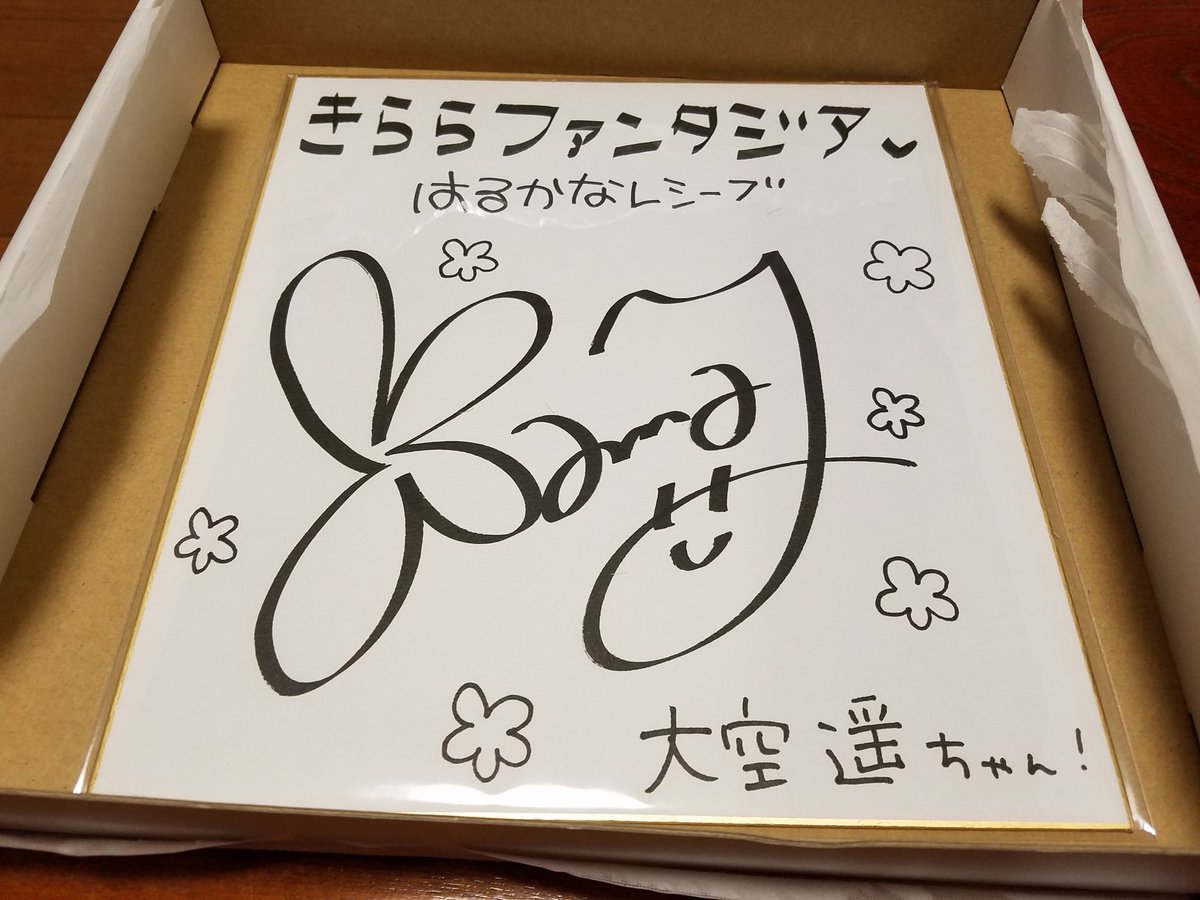 きららファンタジア
はるかなレシーブ
大空 遥 ちゃん!